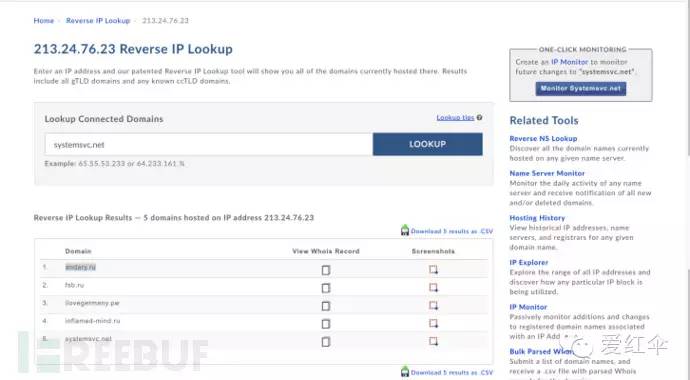 Home › Reverse IP Lookup › 213.24.76.23
213.24.76.23 Reverse IP Lookup
Enter an IP address and our patented Reverse IP Lookup tool will show you all of the domains currently hosted there. Results
include all gTLD domains and any known ccTLD domains.
Lookup Connected Domains
Lookup tips
systemsvc.net
LOOKUP
Example: 65.55.53.233 or 64.233.161.%
Reverse IP Lookup Results — 5 domains hosted on IP address 213.24.76.23
Download 5 results as .CSV
Domain View Whois Record Screenshots
1.
2. fsb.ru
3. ilovegermany.pw
4. inflamed-mind.ru
5. systemsvc.net
Download 5 results as .CSV
ONE-CLICK MONITORING
Create an IP Monitor to monitor
future changes to "systemsvc.net".
Monitor Systemsvc.net
Related Tools
Reverse NS Lookup
Discover all the domain names currently
hosted on any given name server.
Name Server Monitor
Monitor the daily activity of any name
server and receive notification of all new
and/or deleted domains.
Hosting History
View historical IP addresses, name
servers, and registrars for any given
domain name.
IP Explorer
Explore the range of all IP addresses and
discover how any particular IP block is
being utilized.
IP Monitor
Passively monitor additions and changes
to registered domain names associated
with an IP
Bulk Parsed
Submit a list of domain names, and
receive a .csv file with parsed Whois
REEBUF
爱红伞